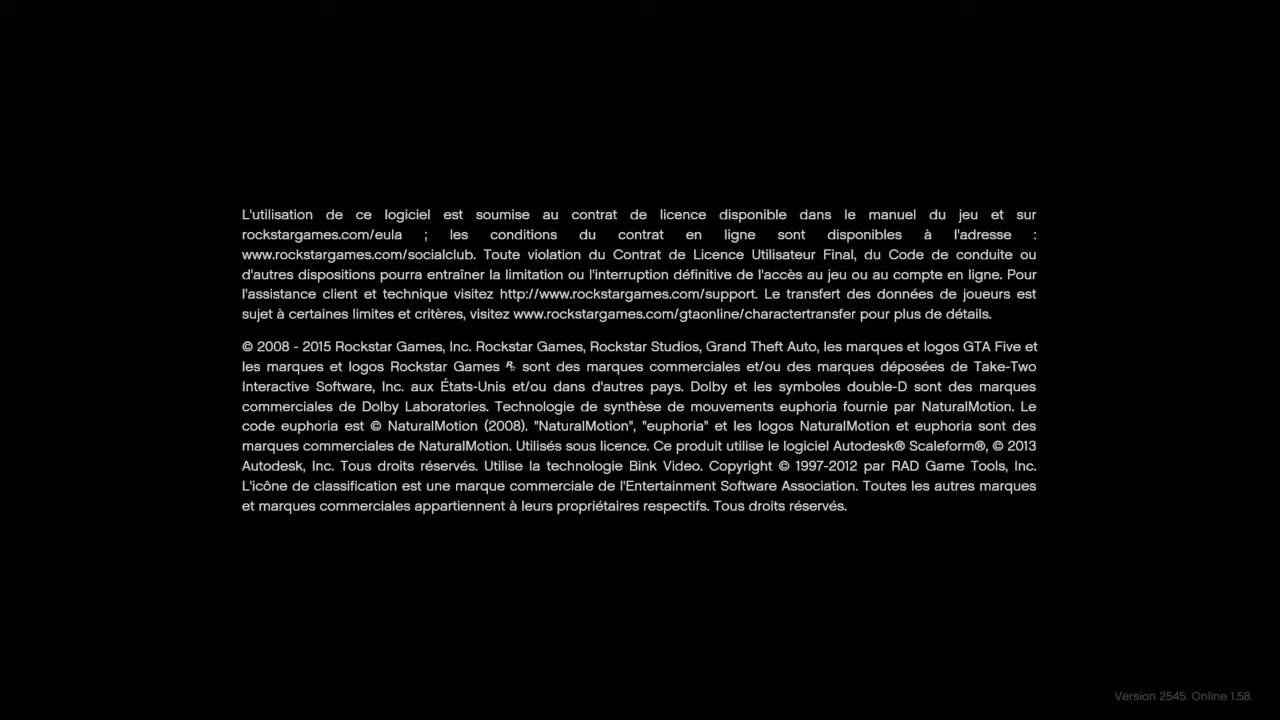 L'utilisation de ce logiciel est soumise au contrat de licence disponible dans le manuel du jeu et sur
rockstargames.com/eula ; les conditions du contrat en ligne sont disponibles à l'adresse :
www.rockstargames.com/socialclub. Toute violation du Contrat de Licence Utilisateur Final, du Code de conduite ou
d'autres dispositions pourra entraîner la limitation ou l'interruption définitive de l'accès au jeu ou au compte en ligne. Pour
l'assistance client et technique visitez http://www.rockstargames.com/support. Le transfert des données de joueurs est
sujet à certaines limites et critères, visitez www.rockstargames.com/gtaonline/charactertransfer pour plus de détails.
© 2008 - 2015 Rockstar Games, Inc. Rockstar Games, Rockstar Studios, Grand Theft Auto, les marques et logos GTA Five et
les marques et logos Rockstar Games R* sont des marques commerciales et/ou des marques déposées de Take-Two
Interactive Software, Inc. aux États-Unis et/ou dans d'autres pays. Dolby et les symboles double-D sont des marques
commerciales de Dolby Laboratories. Technologie de synthèse de mouvements euphoria fournie par NaturalMotion. Le
code euphoria est © NaturalMotion (2008). "NaturalMotion", "euphoria" et les logos NaturalMotion et euphoria sont des
marques commerciales de NaturalMotion. Utilisés sous licence. Ce produit utilise le logiciel Autodesk® Scaleform®, © 2013
Autodesk, Inc. Tous droits réservés. Utilise la technologie Bink Video. Copyright © 1997-2012 par RAD Game Tools, Inc.
L'icône de classification est une marque commerciale de l'Entertainment Software Association. Toutes les autres marques
et marques commerciales appartiennent à leurs propriétaires respectifs. Tous droits réservés.
Version 2545. Online 1.58.